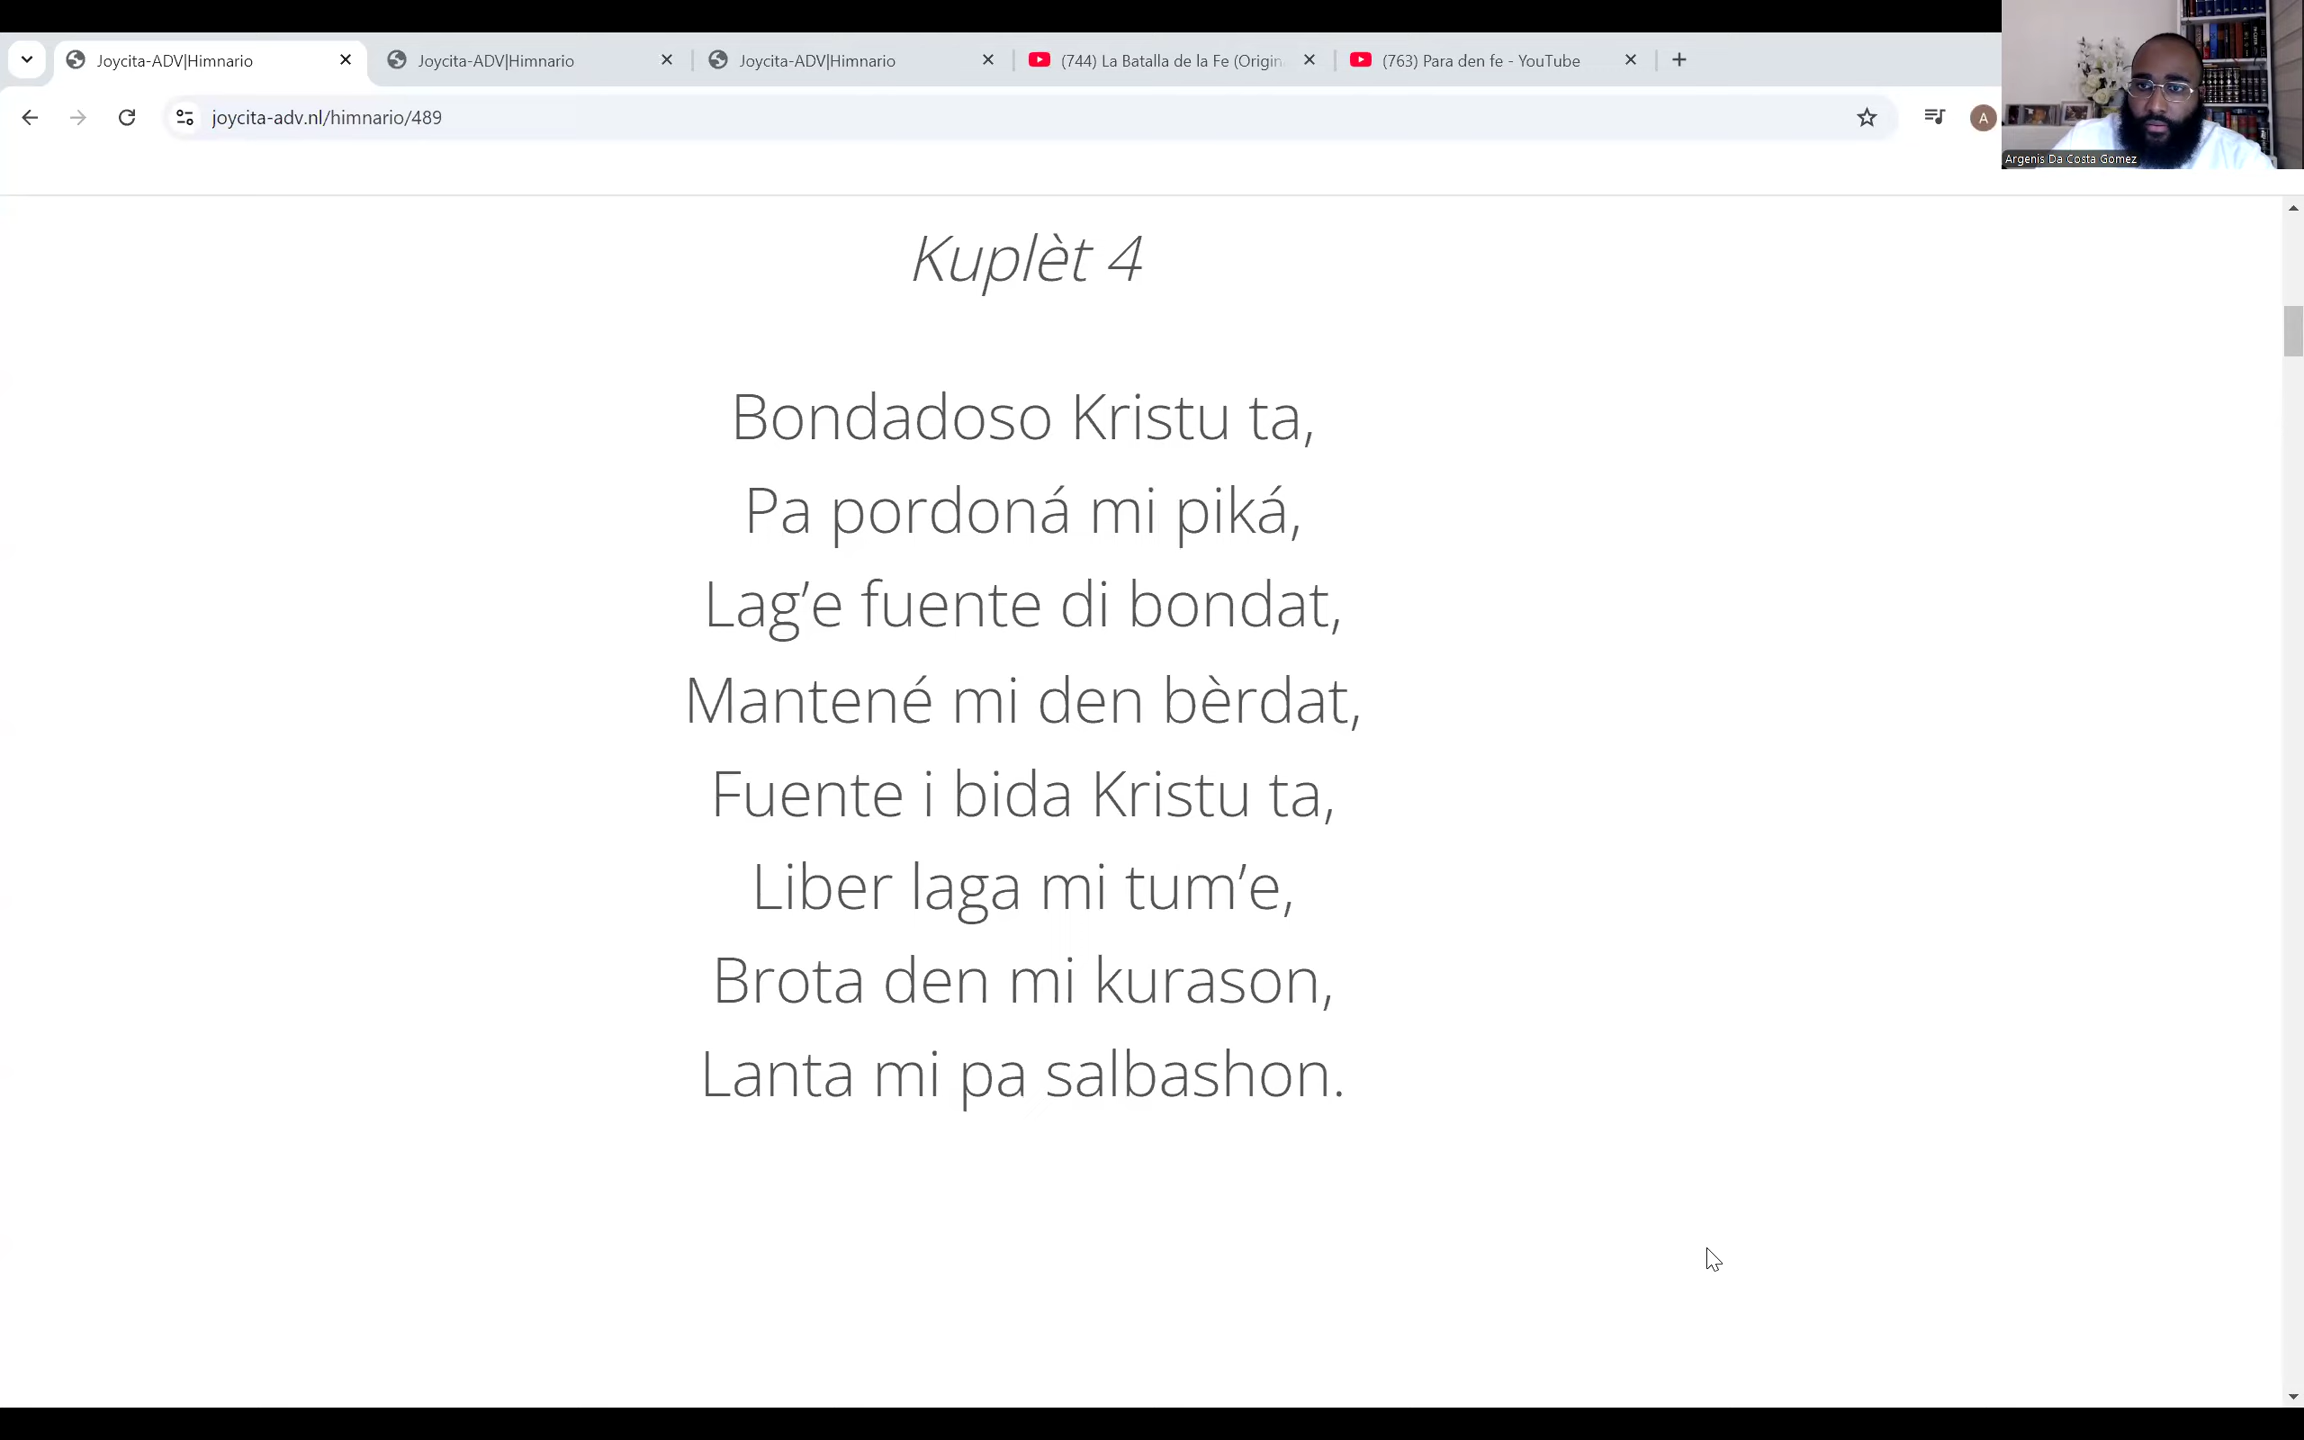 Joycita-ADV|Himnario
Joycita-ADV|Himnario
Joycita-ADV|Himnario
(744) La Batalla de la Fe (Origin
(763) Para den fe - YouTube
joycita-adv.nl/himnario/489
A
Argenis Da Costa Gomez
Kuplèt 4
Bondadoso Kristu ta,
Pa pordoná mi piká,
Lag’e fuente di bondat,
Mantené mi den bèrdat,
Fuente i bida Kristu ta,
Liber laga mi tum’e,
Brota den mi kurason,
Lanta mi pa salbashon.